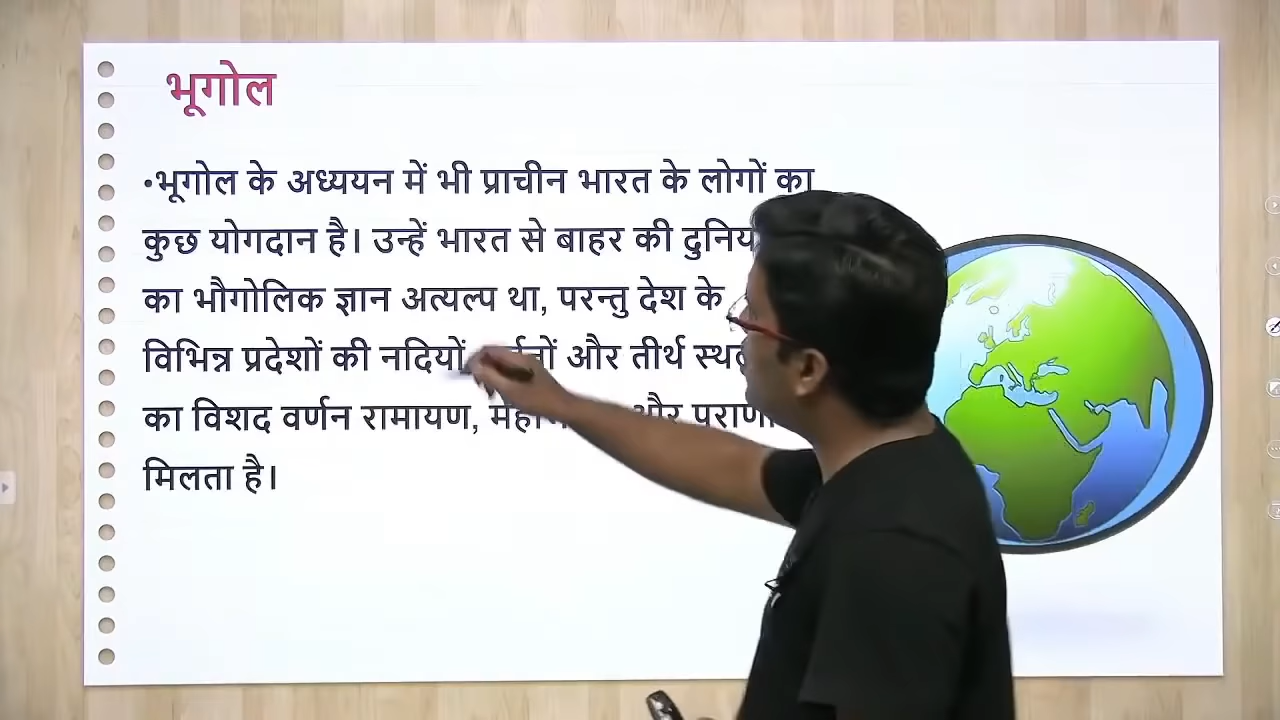 भूगोल
•भूगोल के अध्ययन में भी प्राचीन भारत के लोगों का
कुछ योगदान है। उन्हें भारत से बाहर की
का भौगोलिक ज्ञान अत्यल्प था, परन्तु देश के
विभिन्न प्रदेशों की नदियों और तीर्थ
का विशद वर्णन रामायण, और
मिलता है।